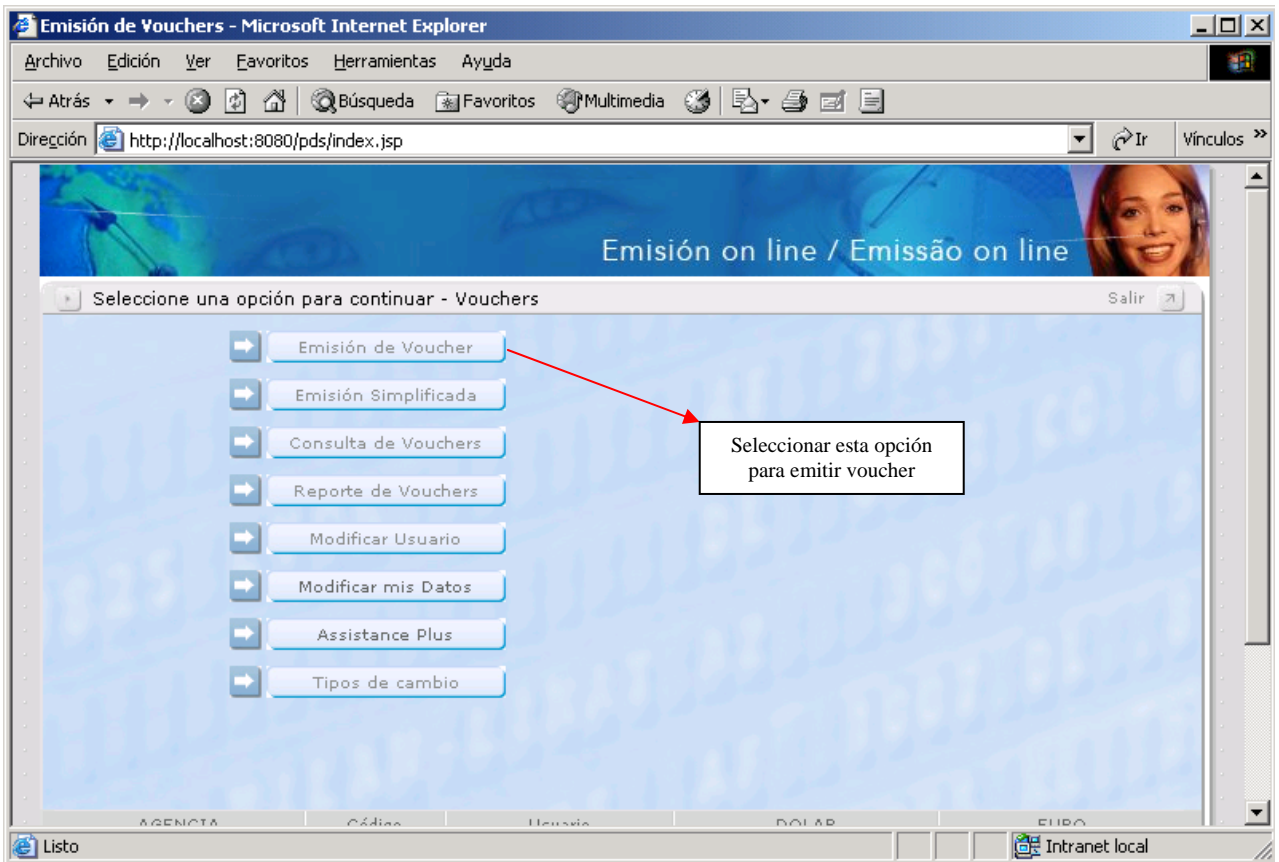 Emisión de Vouchers - Microsoft Internet Explorer
Archivo Edición Ver Favoritos Herramientas Ayuda
Atrás Búsqueda Favoritos Multimedia
Dirección http://localhost:8080/pds/index.jsp Ir Vínculos »
Emisión on line / Emissão on line
Seleccione una opción para continuar - Vouchers Salir
Emisión de Voucher
Emisión Simplificada
Consulta de Vouchers
Seleccionar esta opción
para emitir voucher
Reporte de Vouchers
Modificar Usuario
Modificar mis Datos
Assistance Plus
Tipos de cambio
AGENCIA Código Usuario DOLAR EURO
Listo Intranet local